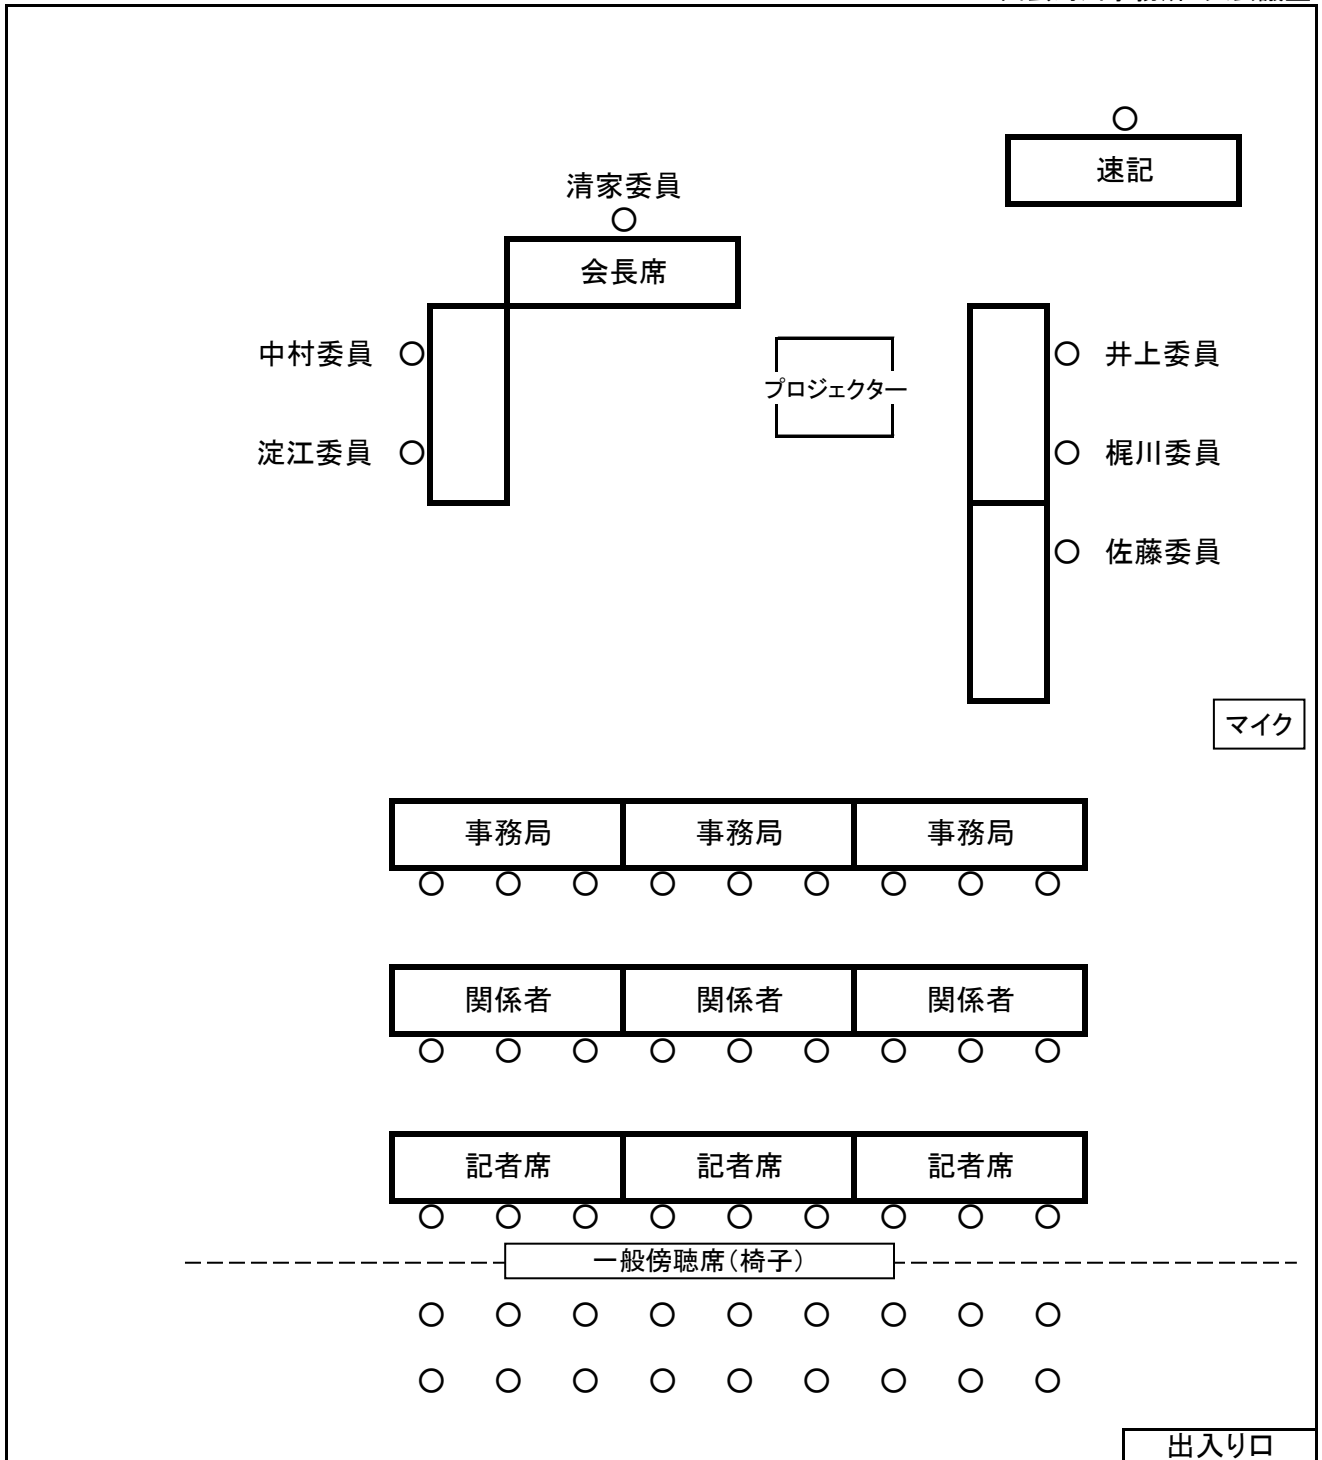 速記
清家委員
会長席
中村委員
井上委員
プロジェクター
淀江委員
梶川委員
佐藤委員
マイク
事務局 事務局 事務局
関係者 関係者 関係者
記者席 記者席 記者席
一般傍聴席（椅子）
出入り口